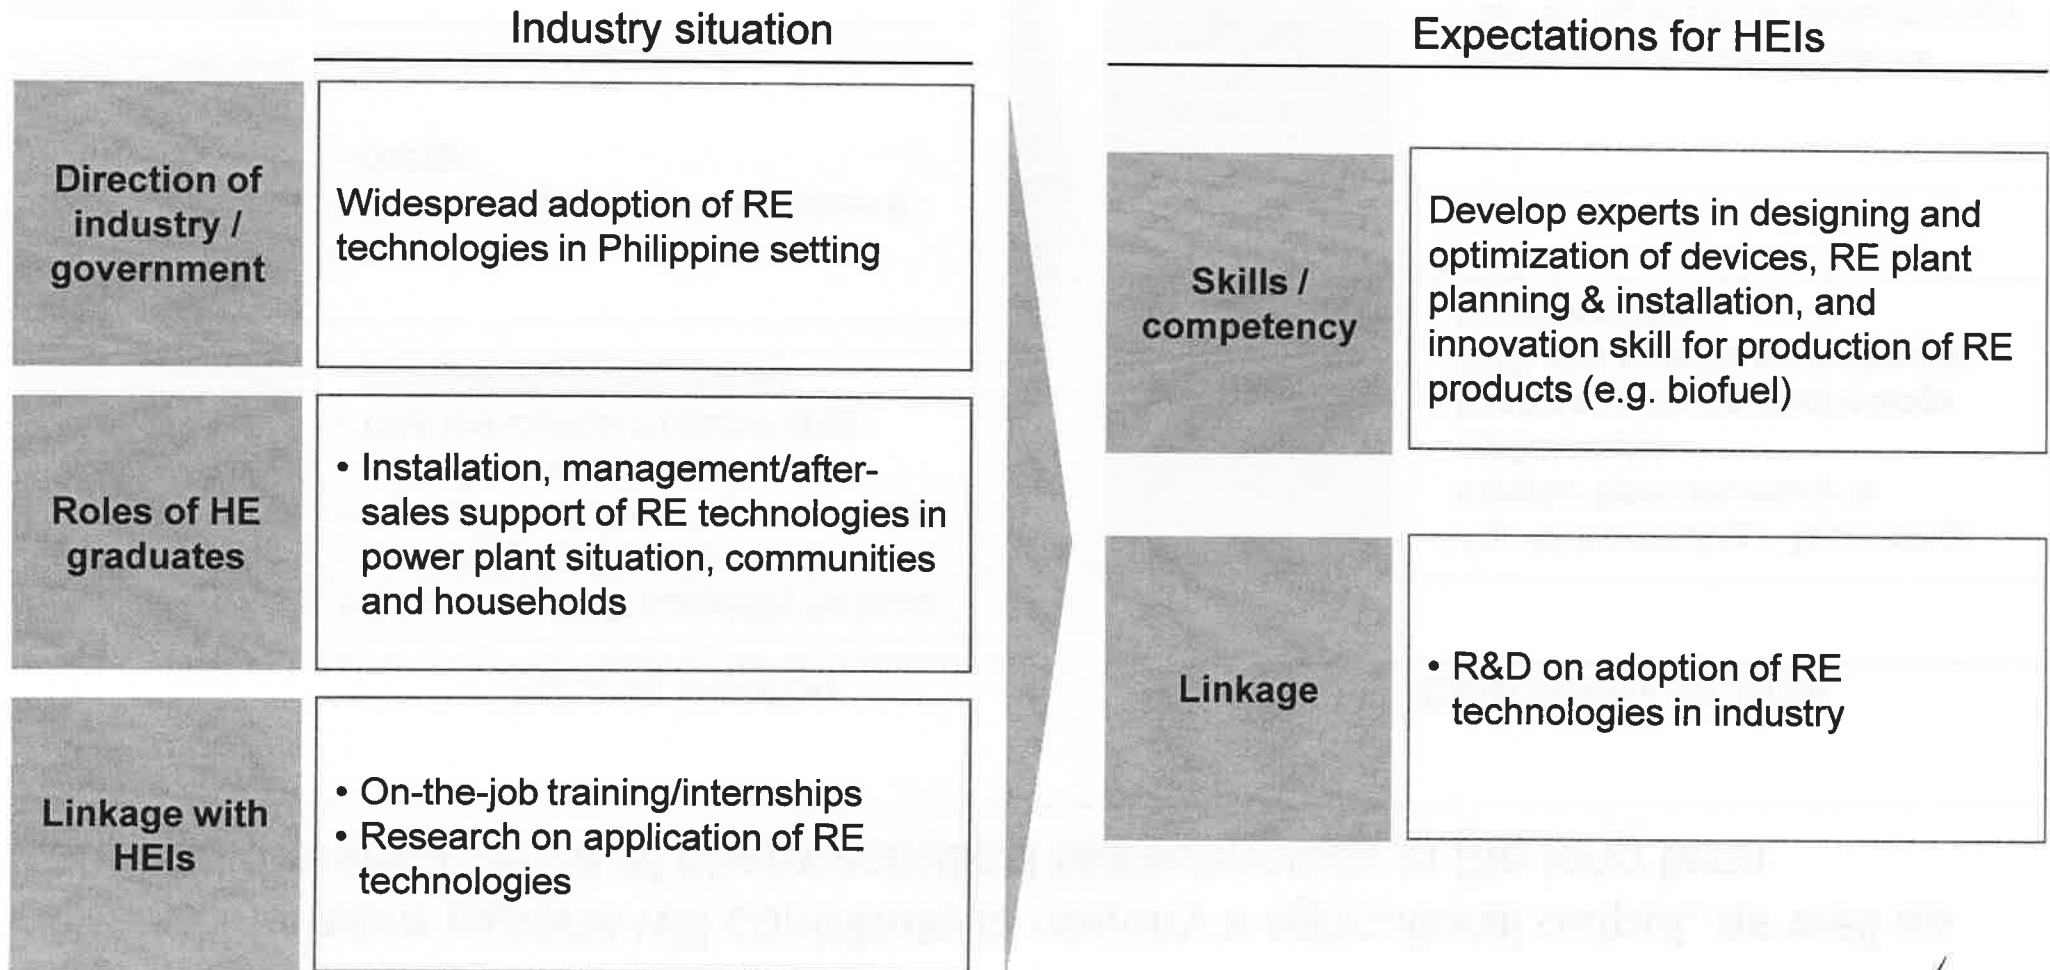 Industry situation
Direction of
industry /
government
Widespread adoption of RE
technologies in Philippine setting
Roles of HE
graduates
• Installation, management/after-
sales support of RE technologies in
power plant situation, communities
and households
Linkage with
HEIs
• On-the-job training/internships
• Research on application of RE
technologies
Expectations for HEIs
Skills /
competency
Develop experts in designing and
optimization of devices, RE plant
planning & installation, and
innovation skill for production of RE
products (e.g. biofuel)
Linkage
• R&D on adoption of RE
technologies in industry